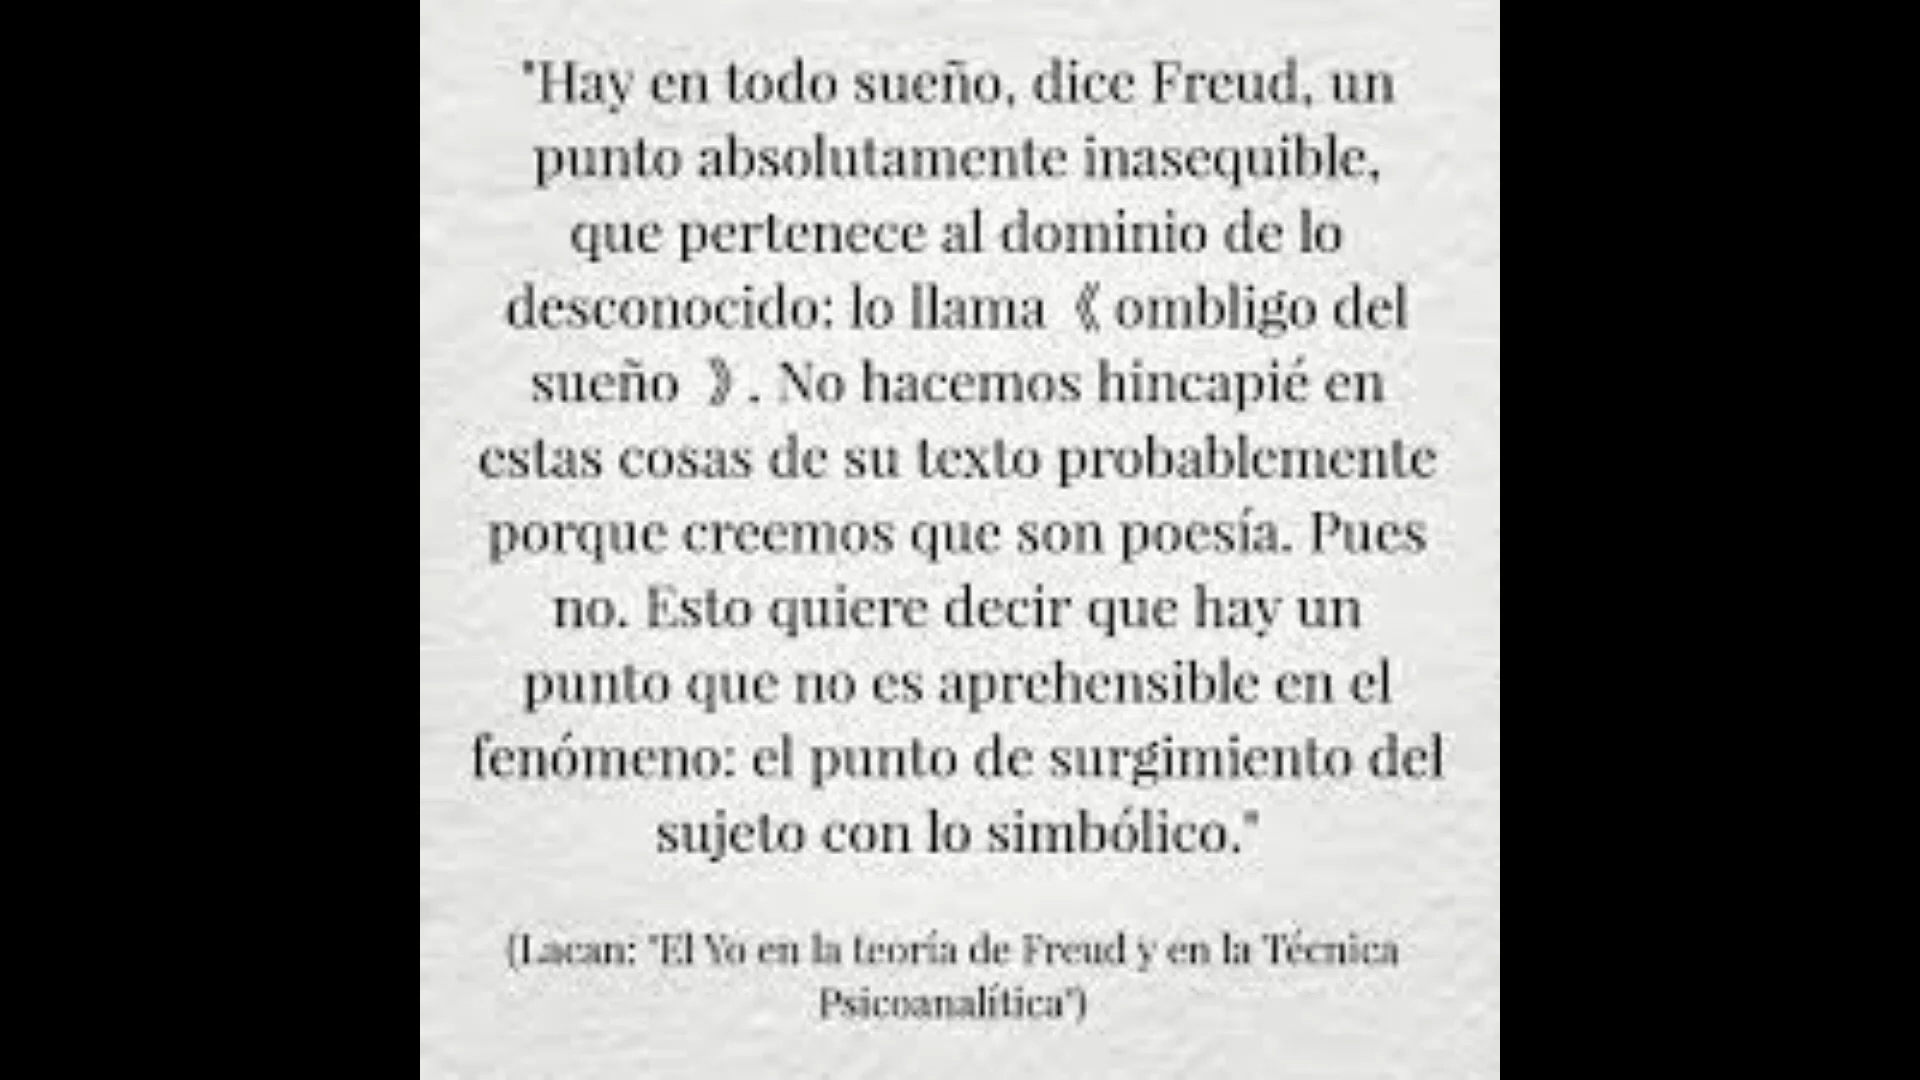 "Hay en todo sueño, dice Freud, un
punto absolutamente inasequible,
que pertenece al dominio de lo
desconocido: lo llama 《 ombligo del
sueño 》. No hacemos hincapié en
estas cosas de su texto probablemente
porque creemos que son poesía. Pues
no. Esto quiere decir que hay un
punto que no es aprehensible en el
fenómeno: el punto de surgimiento del
sujeto con lo simbólico."
(Lacan: "El Yo en la teoría de Freud y en la Técnica
Psicoanalítica")